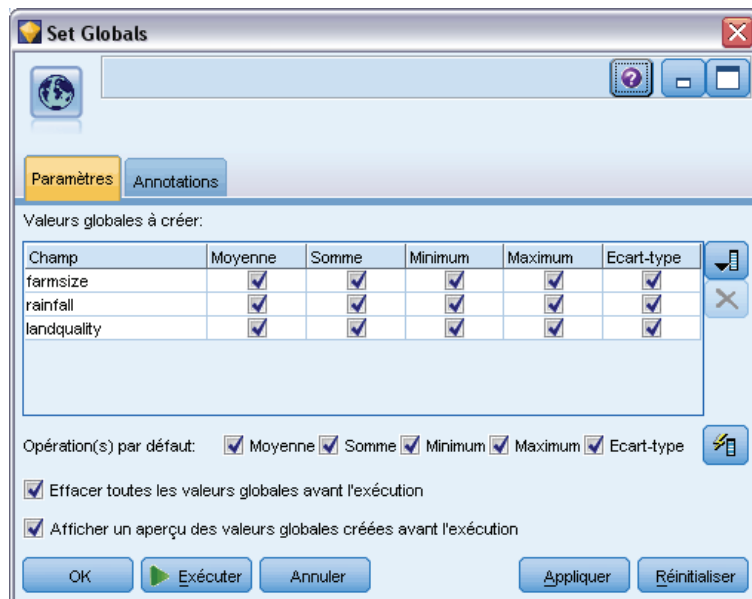 Set Globals
Paramètres Annotations
Valeurs globales à créer:
Champ Moyenne Somme Minimum Maximum Ecart-type
farmsize
rainfall
landquality
Opération(s) par défaut: Moyenne Somme Minimum Maximum Ecart-type
Effacer toutes les valeurs globales avant l'exécution
Afficher un aperçu des valeurs globales créées avant l'exécution
OK Exécuter Annuler Appliquer Réinitialiser